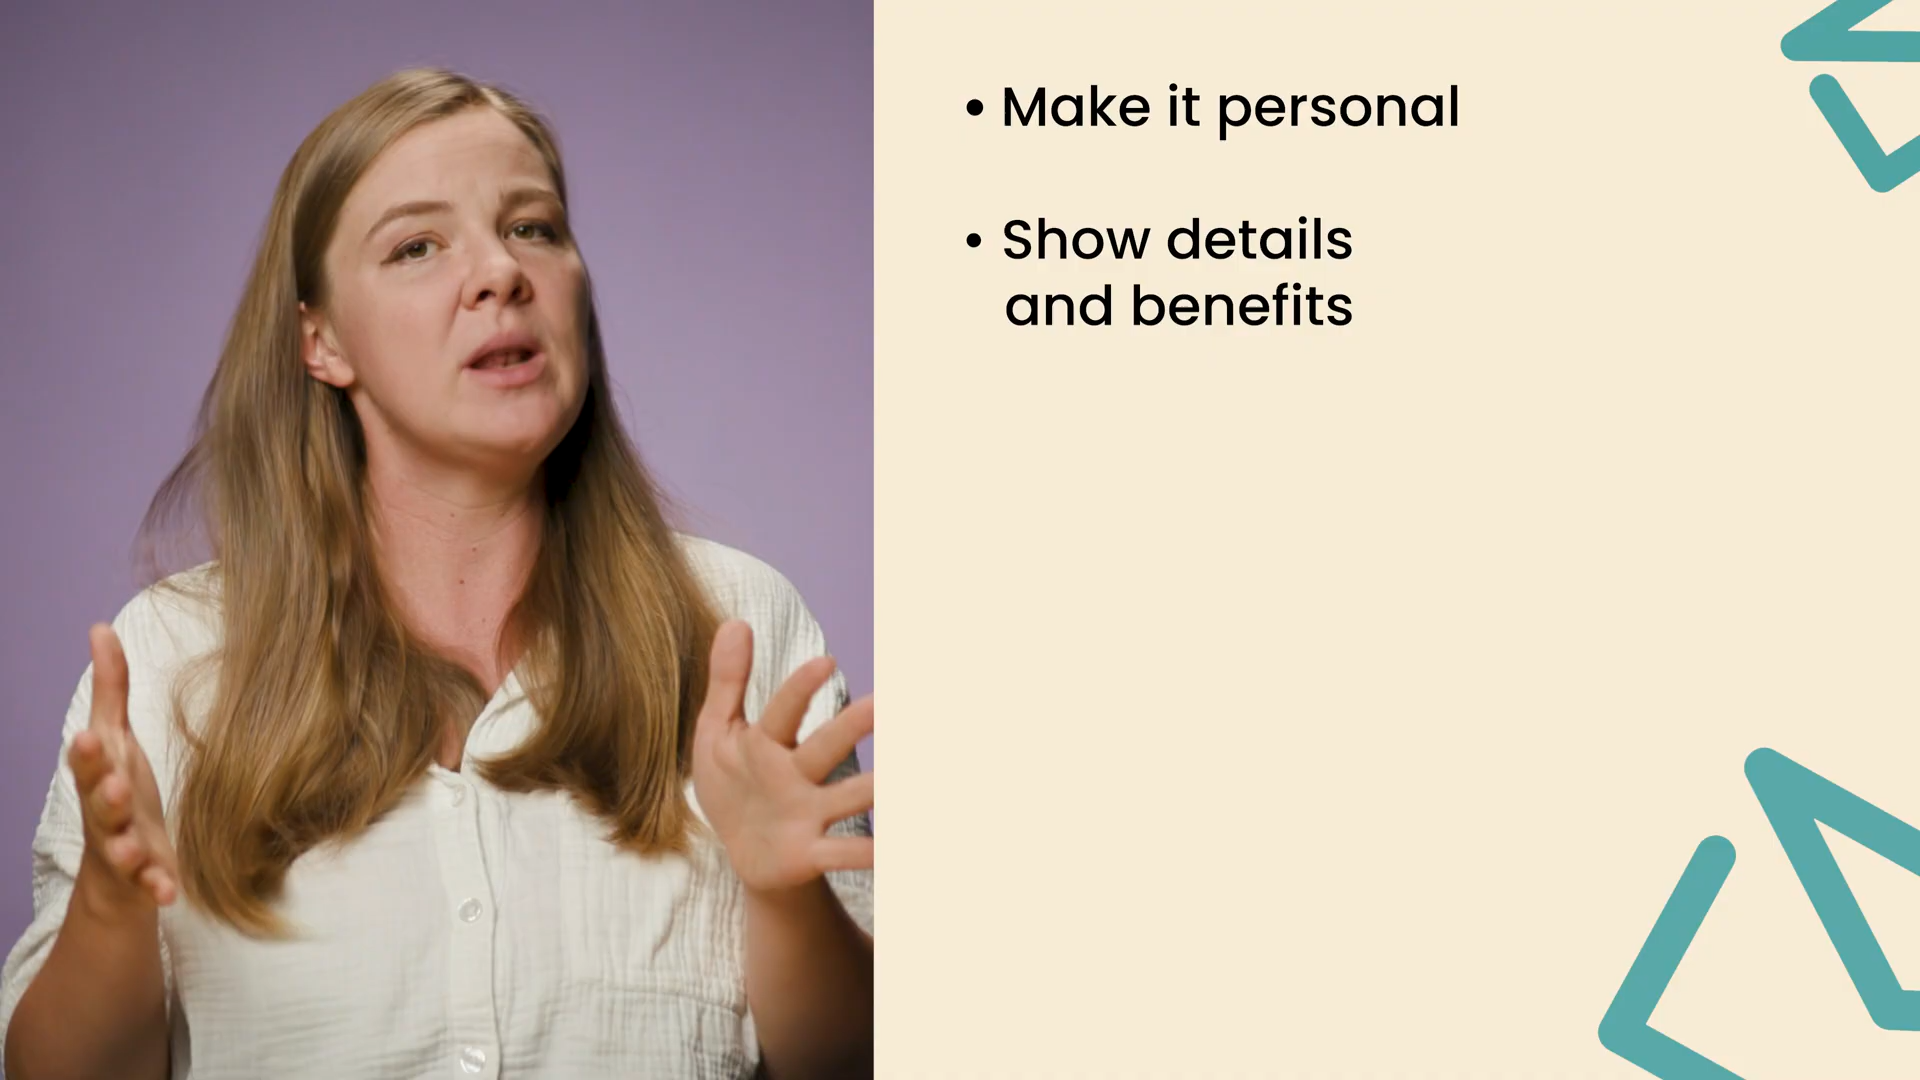 • Make it personal
• Show details
and benefits